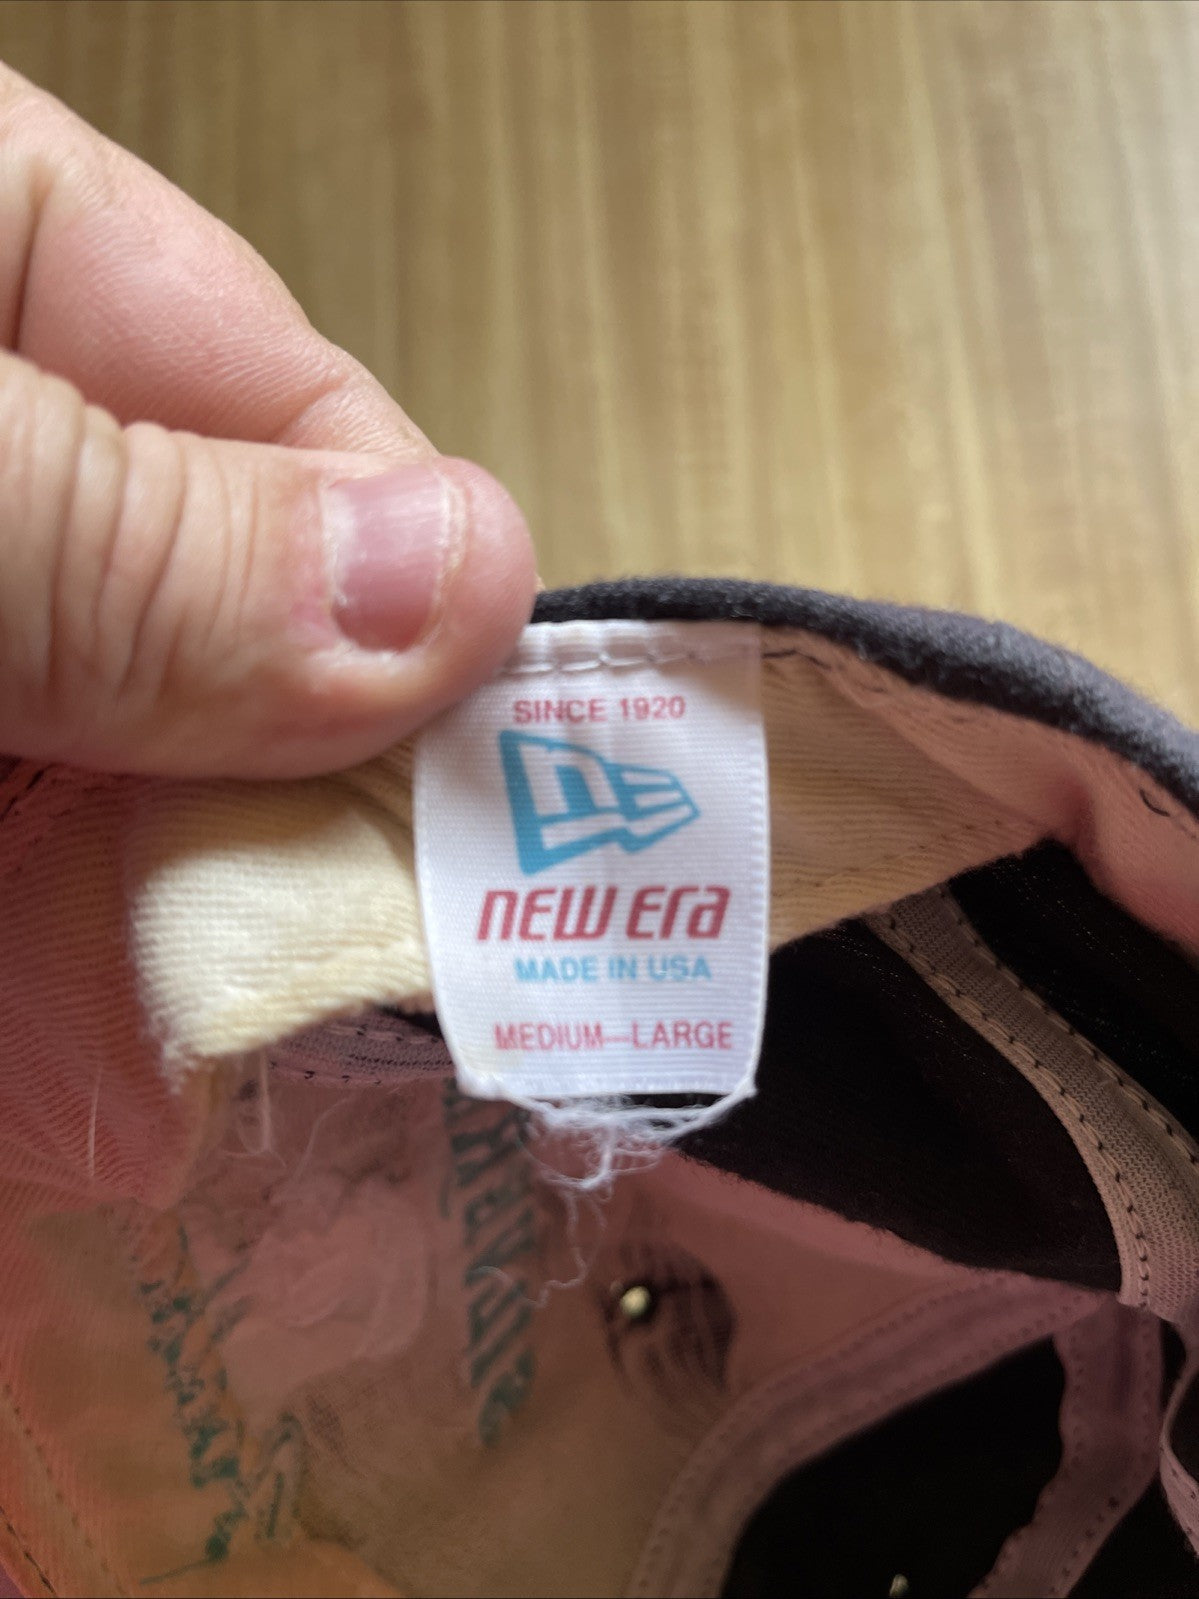 SINCE 1920
NEW ERA
MADE IN USA
MEDIUM—LARGE